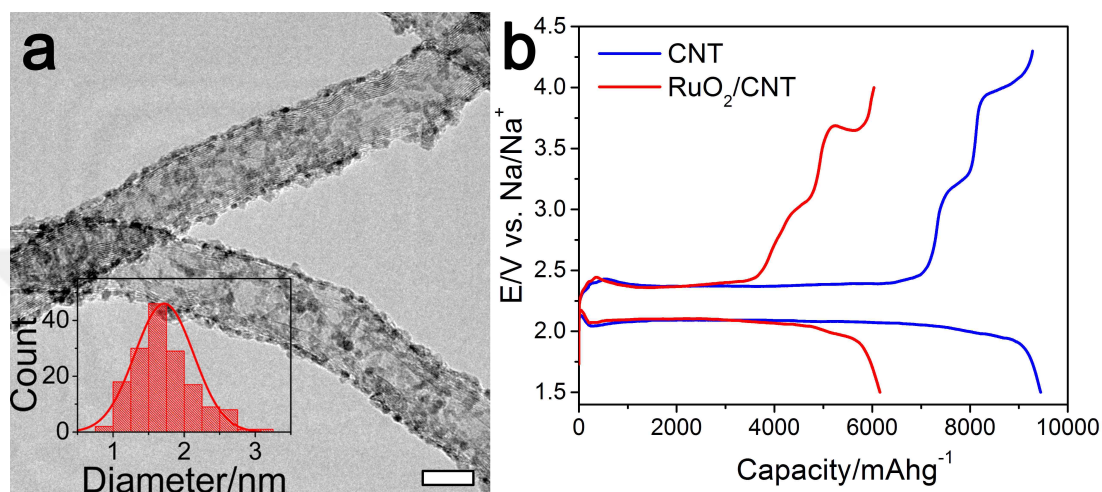 a
40
20
0
Count
1 2 3
Diameter/nm
b
CNT
RuO₂/CNT
4.5
4.0
3.5
3.0
2.5
2.0
1.5
E/V vs. Na/Na⁺
0 2000 4000 6000 8000 10000
Capacity/mAhg⁻¹